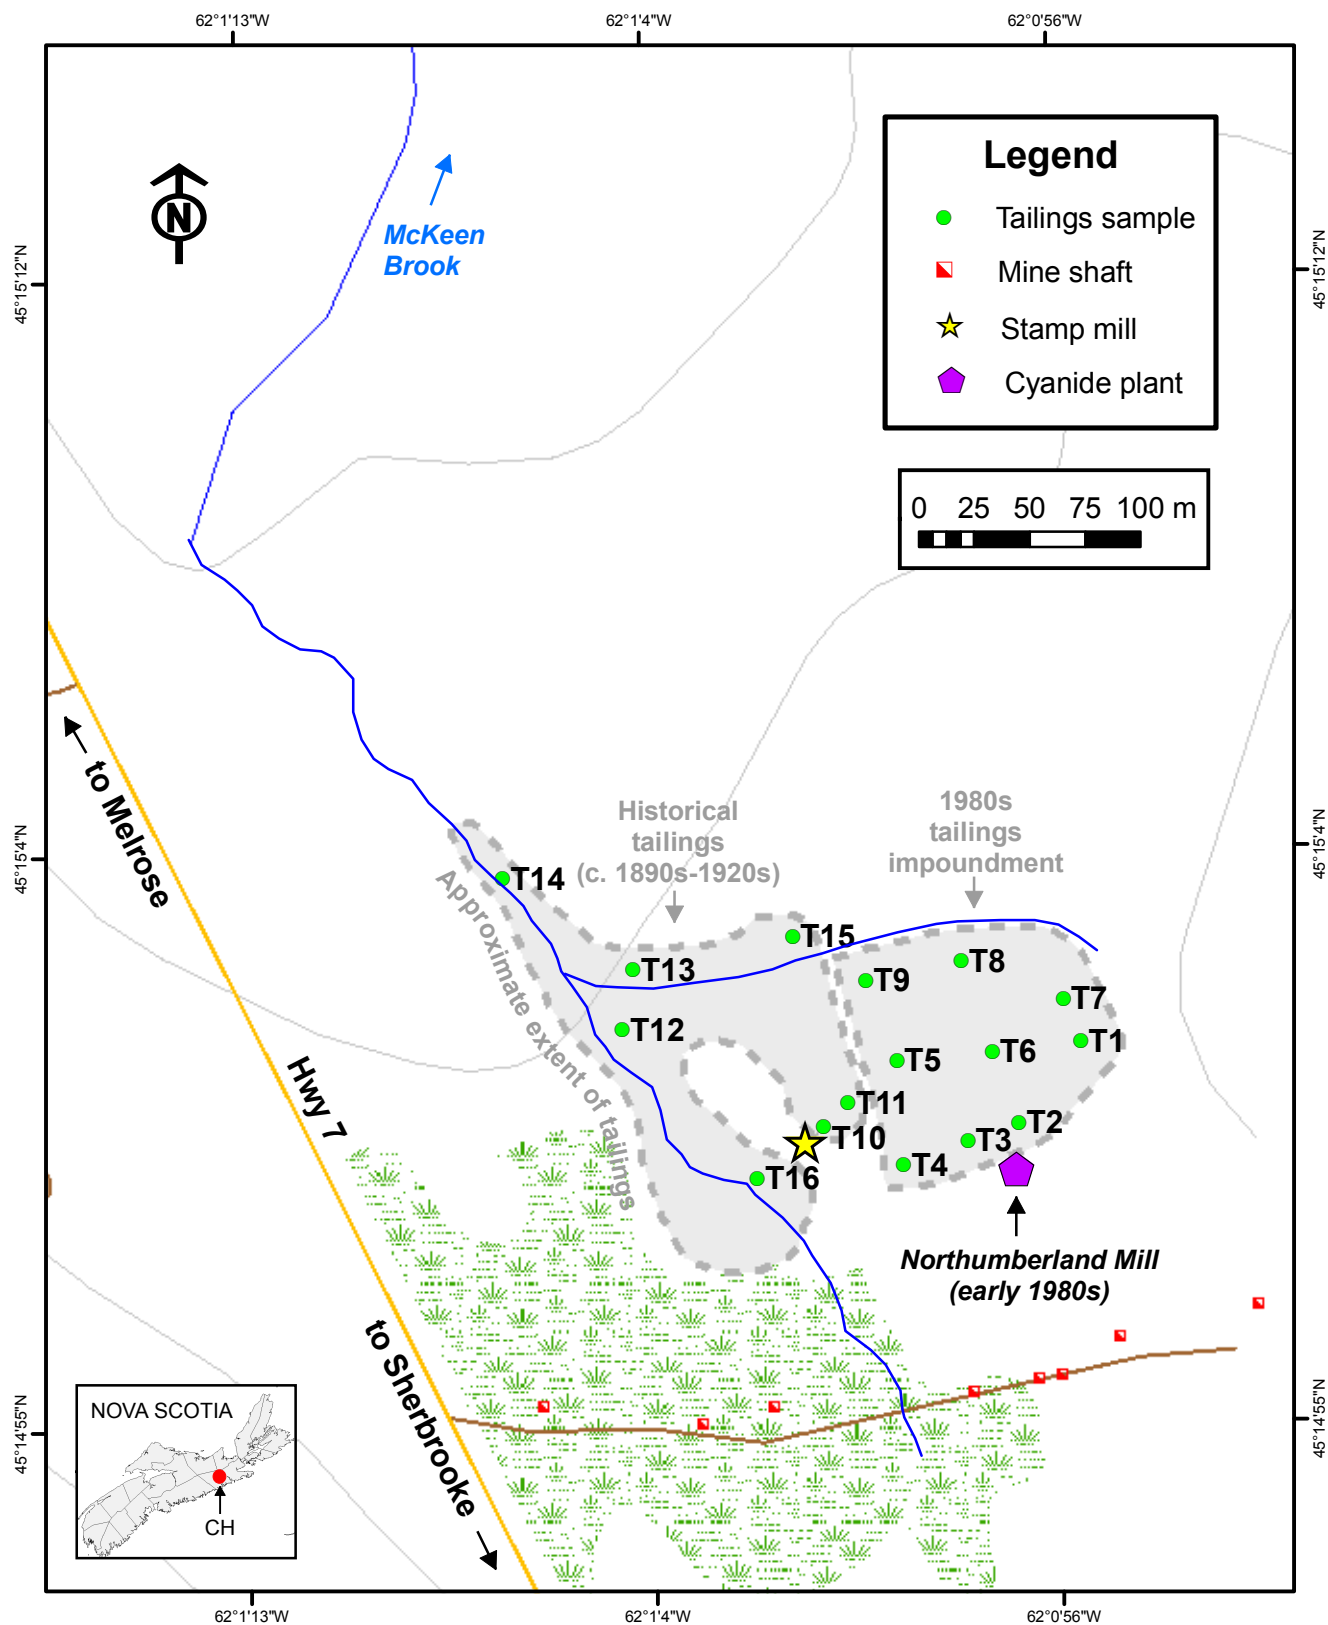 62°1'13"W
62°1'4"W
62°0'56"W
45°15'12"N
45°15'12"N
N
McKeen
Brook
Legend
Tailings sample
Mine shaft
Stamp mill
Cyanide plant
0 25 50 75 100 m
to Melrose
Hwy 7
to Sherbrooke
45°15'4"N
45°15'4"N
Historical
tailings
(c. 1890s-1920s)
1980s
tailings
impoundment
Approximate extent of tailings
T14
T15
T13
T8
T9
T7
T12
T1
T6
T5
T11
T2
T10
T3
T4
T16
Northumberland Mill
(early 1980s)
45°14'55"N
45°14'55"N
NOVA SCOTIA
CH
62°1'13"W
62°1'4"W
62°0'56"W